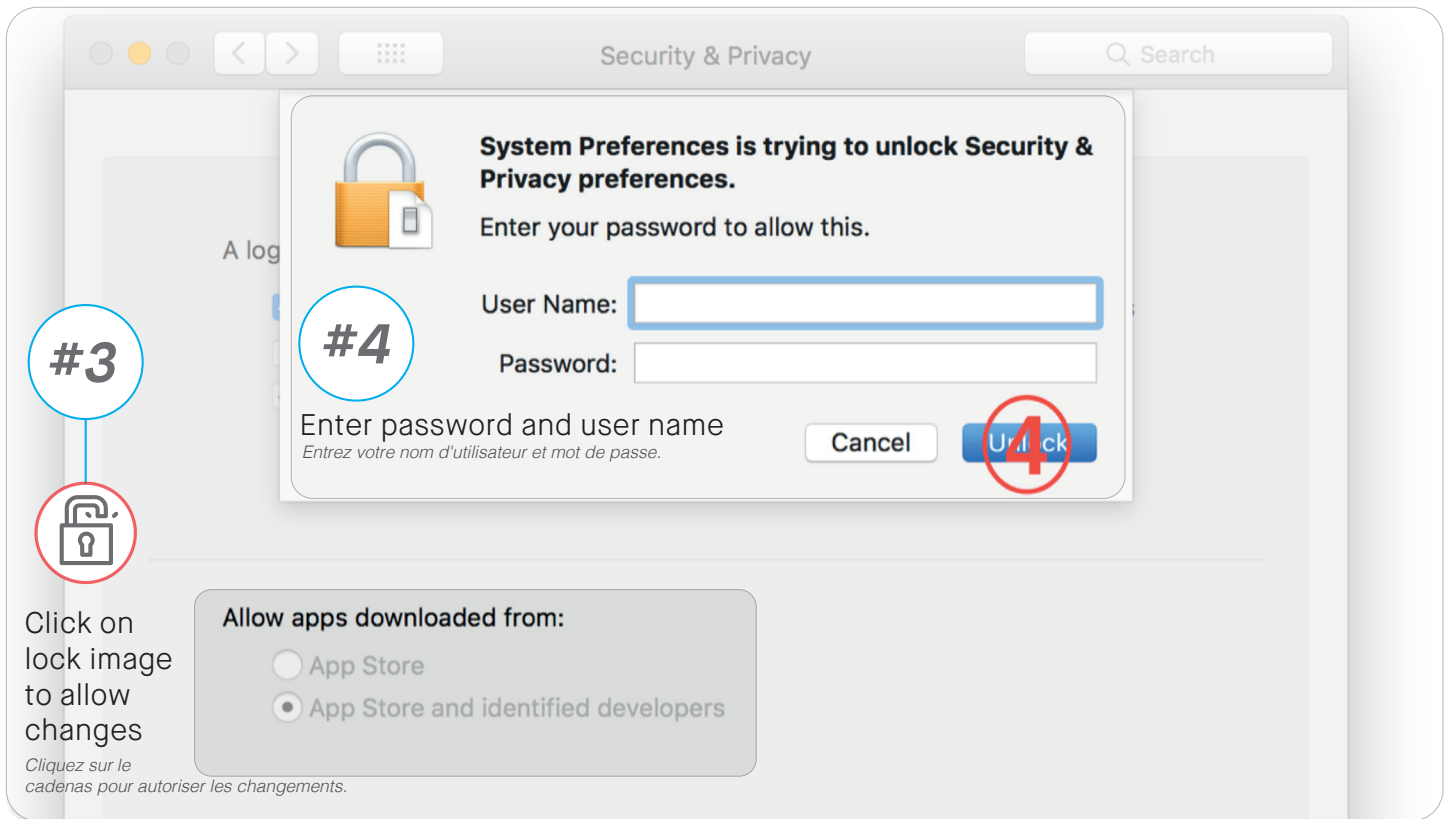 Security & Privacy
Search
System Preferences is trying to unlock Security &
Privacy preferences.
Enter your password to allow this.
A log
User Name:
#4
#3
Password:
Enter password and user name
Entrez votre nom d'utilisateur et mot de passe.
Cancel
Unlock
4
Click on
lock image
to allow
changes
Cliquez sur le
cadenas pour autoriser les changements.
Allow apps downloaded from:
App Store
App Store and identified developers